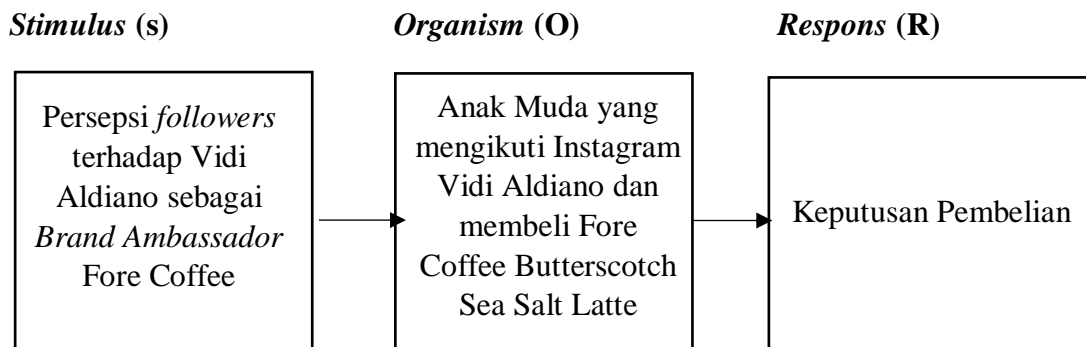 Stimulus (s)
Organism (O)
Respons (R)
Persepsi followers
terhadap Vidi
Aldiano sebagai
Brand Ambassador
Fore Coffee
Anak Muda yang
mengikuti Instagram
Vidi Aldiano dan
membeli Fore
Coffee Butterscotch
Sea Salt Latte
Keputusan Pembelian